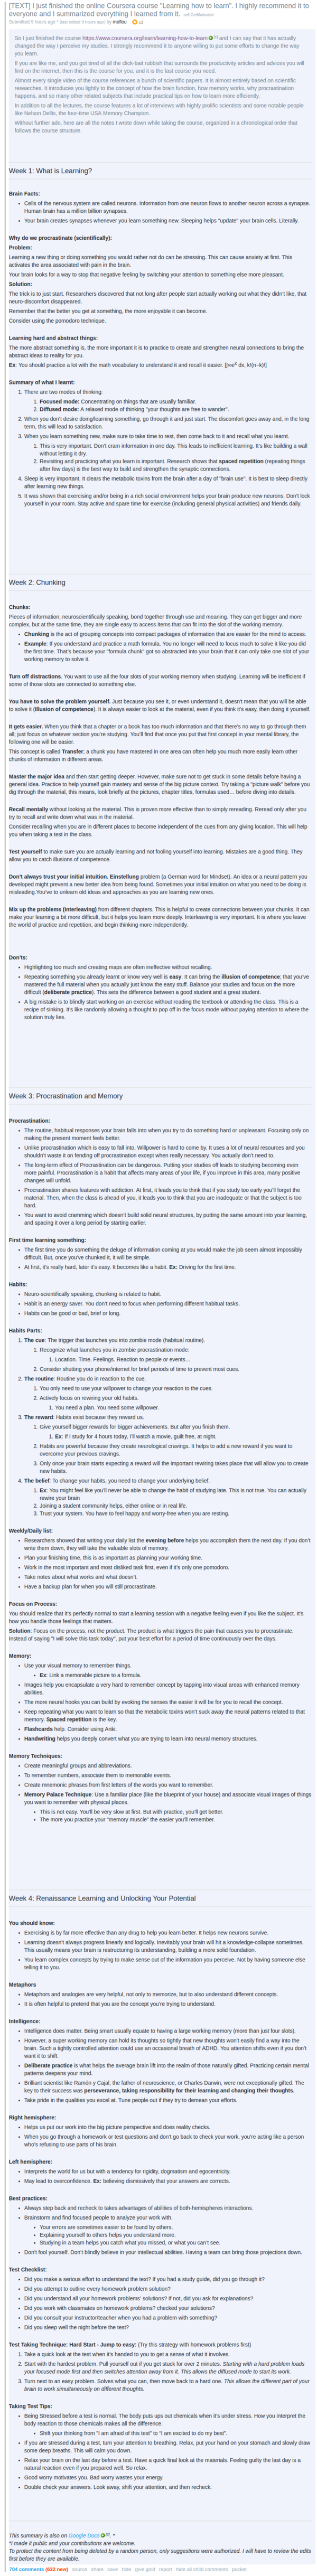 [TEXT] I just finished the online Coursera course "Learning how to learn". I highly recommend it to
everyone and I summarized everything I learned from it.
So I just finished the course https://www.coursera.org/learn/learning-how-to-learn and I can say that it has actually
changed the way I perceive my studies. I strongly recommend it to anyone willing to put some efforts to change the way
you learn.
If you are like me, and you got tired of all the click-bait rubbish that surrounds the productivity articles and advices you will
find on the internet, then this is the course for you, and it is the last course you need.
Almost every single video of the course references a bunch of scientific papers. It is almost entirely based on scientific
researches. It introduces you lightly to the concept of how the brain function, how memory works, why procrastination
happens, and so many other related subjects that include practical tips on how to learn more efficiently.
In addition to all the lectures, the course features a lot of interviews with highly prolific scientists and some notable people
like Nelson Dellis, the four-time USA Memory Champion.
Without further ado, here are all the notes I wrote down while taking the course, organized in a chronological order that
follows the course structure.
Week 1: What is Learning?
Brain Facts:
Cells of the nervous system are called neurons. Information from one neuron flows to another neuron across a synapse.
Human brain has a million billion synapses.
Your brain creates synapses whenever you learn something new. Sleeping helps "update" your brain cells. Literally.
Why do we procrastinate (scientifically):
Problem:
Learning a new thing or doing something you would rather not do can be stressing. This can cause anxiety at first. This
activates the area associated with pain in the brain.
Your brain looks for a way to stop that negative feeling by switching your attention to something else more pleasant.
Solution:
The trick is to just start. Researchers discovered that not long after people start actually working out what they didn't like, that
neuro-discomfort disappeared.
Remember that the better you get at something, the more enjoyable it can become.
Consider using the pomodoro technique.
Learning hard and abstract things:
The more abstract something is, the more important it is to practice to create and strengthen neural connections to bring the
abstract ideas to reality for you.
Ex: You should practice a lot with the math vocabulary to understand it and recall it easier.
Summary of what I learnt:
1. There are two modes of thinking:
1. Focused mode: Concentrating on things that are usually familiar.
2. Diffused mode: A relaxed mode of thinking "your thoughts are free to wander".
2. When you don't desire doing/learning something, go through it and just start. The discomfort goes away and, in the long
term, this will lead to satisfaction.
3. When you learn something new, make sure to take time to rest, then come back to it and recall what you learnt.
1. This is very important. Don't cram information in one day. This leads to inefficient learning. It's like building a wall
without letting it dry.
2. Revisiting and practicing what you learn is important. Research shows that spaced repetition (repeating things
after few days) is the best way to build and strengthen the synaptic connections.
4. Sleep is very important. It clears the metabolic toxins from the brain after a day of "brain use". It is best to sleep directly
after learning new things.
5. It was shown that exercising and/or being in a rich social environment helps your brain produce new neurons. Don't lock
yourself in your room. Stay active and spare time for exercise (including general physical activities) and friends daily.
Week 2: Chunking
Chunks:
Pieces of information, neuroscientifically speaking, bond together through use and meaning. They can get bigger and more
complex, but at the same time, they are single easy to access items that can fit into the slot of the working memory.
Chunking is the act of grouping concepts into compact packages of information that are easier for the mind to access.
Example: if you understand and practice a math formula. You no longer will need to focus much to solve it like you did
the first time. That's because your "formula chunk" got so abstracted into your brain that it can only take one slot of your
working memory to solve it.
Turn off distractions. You want to use all the four slots of your working memory when studying. Learning will be inefficient if
some of those slots are connected to something else.
You have to solve the problem yourself. Just because you see it, or even understand it, doesn't mean that you will be able
to solve it (Illusion of competence). It is always easier to look at the material, even if you think it's easy, then doing it yourself.
It gets easier. When you think that a chapter or a book has too much information and that there's no way to go through them
all; just focus on whatever section you're studying. You'll find that once you put that first concept in your mental library, the
following one will be easier.
This concept is called Transfer; a chunk you have mastered in one area can often help you much more easily learn other
chunks of information in different areas.
Master the major idea and then start getting deeper. However, make sure not to get stuck in some details before having a
general idea. Practice to help yourself gain mastery and sense of the big picture context. Try taking a "picture walk" before you
dig through the material, this means, look briefly at the pictures, chapter titles, formulas used… before diving into details.
Recall mentally without looking at the material. This is proven more effective than to simply rereading. Reread only after you
try to recall and write down what was in the material.
Consider recalling when you are in different places to become independent of the cues from any giving location. This will help
you when taking a test in the class.
Test yourself to make sure you are actually learning and not fooling yourself into learning. Mistakes are a good thing. They
allow you to catch illusions of competence.
Don't always trust your initial intuition. Einstellung problem (a German word for Mindset). An idea or a neural pattern you
developed might prevent a new better idea from being found. Sometimes your initial intuition on what you need to be doing is
misleading.You've to unlearn old ideas and approaches as you are learning new ones.
Mix up the problems (Interleaving) from different chapters. This is helpful to create connections between your chunks. It can
make your learning a bit more difficult, but it helps you learn more deeply. Interleaving is very important. It is where you leave
the world of practice and repetition, and begin thinking more independently.
Don'ts:
Highlighting too much and creating maps are often ineffective without recalling.
Repeating something you already learnt or know very well is easy. It can bring the illusion of competence; that you've
mastered the full material when you actually just know the easy stuff. Balance your studies and focus on the more
difficult (deliberate practice). This sets the difference between a good student and a great student.
A big mistake is to blindly start working on an exercise without reading the textbook or attending the class. This is a
recipe of sinking. It's like randomly allowing a thought to pop off in the focus mode without paying attention to where the
solution truly lies.
Week 3: Procrastination and Memory
Procrastination:
The routine, habitual responses your brain falls into when you try to do something hard or unpleasant. Focusing only on
making the present moment feels better.
Unlike procrastination which is easy to fall into, Willpower is hard to come by. It uses a lot of neural resources and you
shouldn't waste it on fending off procrastination except when really necessary. You actually don't need to.
The long-term effect of Procrastination can be dangerous. Putting your studies off leads to studying becoming even
more painful. Procrastination is a habit that affects many areas of your life, if you improve in this area, many positive
changes will unfold.
Procrastination shares features with addiction. At first, it leads you to think that if you study too early you'll forget the
material. Then, when the class is ahead of you, it leads you to think that you are inadequate or that the subject is too
hard.
You want to avoid cramming which doesn't build solid neural structures, by putting the same amount into your learning,
and spacing it over a long period by starting earlier.
First time learning something:
The first time you do something the deluge of information coming at you would make the job seem almost impossibly
difficult. But, once you've chunked it, it will be simple.
At first, it's really hard, later it's easy. It becomes like a habit. Ex: Driving for the first time.
Habits:
Neuro-scientifically speaking, chunking is related to habit.
Habit is an energy saver. You don't need to focus when performing different habitual tasks.
Habits can be good or bad, brief or long.
Habits Parts:
1. The cue: The trigger that launches you into zombie mode (habitual routine).
1. Recognize what launches you in zombie procrastination mode:
1. Location. Time. Feelings. Reaction to people or events…
2. Consider shutting your phone/internet for brief periods of time to prevent most cues.
2. The routine: Routine you do in reaction to the cue.
1. You only need to use your willpower to change your reaction to the cues.
2. Actively focus on rewiring your old habits.
1. You need a plan. You need some willpower.
3. The reward: Habits exist because they reward us.
1. Give yourself bigger rewards for bigger achievements. But after you finish them.
1. Ex: If I study for 4 hours today, I'll watch a movie, guilt free, at night.
2. Habits are powerful because they create neurological cravings. It helps to add a new reward if you want to
overcome your previous cravings.
3. Only once your brain starts expecting a reward will the important rewiring takes place that will allow you to create
new habits.
4. The belief: To change your habits, you need to change your underlying belief.
1. Ex: You might feel like you'll never be able to change the habit of studying late. This is not true. You can actually
rewire your brain
2. Joining a student community helps, either online or in real life.
3. Trust your system. You have to feel happy and worry-free when you are resting.
Weekly/Daily list:
Researchers showed that writing your daily list the evening before helps you accomplish them the next day. If you don't
write them down, they will take the valuable slots of memory.
Plan your finishing time, this is as important as planning your working time.
Work in the most important and most disliked task first, even if it's only one pomodoro.
Take notes about what works and what doesn't.
Have a backup plan for when you will still procrastinate.
Focus on Process:
You should realize that it's perfectly normal to start a learning session with a negative feeling even if you like the subject. It's
how you handle those feelings that matters.
Solution: Focus on the process, not the product. The product is what triggers the pain that causes you to procrastinate.
Instead of saying "I will solve this task today", put your best effort for a period of time continuously over the days.
Memory:
Use your visual memory to remember things.
Ex: Link a memorable picture to a formula.
Images help you encapsulate a very hard to remember concept by tapping into visual areas with enhanced memory
abilities.
The more neural hooks you can build by evoking the senses the easier it will be for you to recall the concept.
Keep repeating what you want to learn so that the metabolic toxins won't suck away the neural patterns related to that
memory. Spaced repetition is the key.
Flashcards help. Consider using Anki.
Handwriting helps you deeply convert what you are trying to learn into neural memory structures.
Memory Techniques:
Create meaningful groups and abbreviations.
To remember numbers, associate them to memorable events.
Create mnemonic phrases from first letters of the words you want to remember.
Memory Palace Technique: Use a familiar place (like the blueprint of your house) and associate visual images of things
you want to remember with physical places.
This is not easy. You'll be very slow at first. But with practice, you'll get better.
The more you practice your "memory muscle" the easier you'll remember.
Week 4: Renaissance Learning and Unlocking Your Potential
You should know:
Exercising is by far more effective than any drug to help you learn better. It helps new neurons survive.
Learning doesn't always progress linearly and logically. Inevitably your brain will hit a knowledge-collapse sometimes.
This usually means your brain is restructuring its understanding, building a more solid foundation.
You learn complex concepts by trying to make sense out of the information you perceive. Not by having someone else
telling it to you.
Metaphors
Metaphors and analogies are very helpful, not only to memorize, but to also understand different concepts.
It is often helpful to pretend that you are the concept you're trying to understand.
Intelligence:
Intelligence does matter. Being smart usually equate to having a large working memory (more than just four slots).
However, a super working memory can hold its thoughts so tightly that new thoughts won't easily find a way into the
brain. Such a tightly controlled attention could use an occasional breath of ADHD. You attention shifts even if you don't
want it to shift.
Deliberate practice is what helps the average brain lift into the realm of those naturally gifted. Practicing certain mental
patterns deepens your mind.
Brilliant scientist like Ramón y Cajal, the father of neuroscience, or Charles Darwin, were not exceptionally gifted. The
key to their success was perseverance, taking responsibility for their learning and changing their thoughts.
Take pride in the qualities you excel at. Tune people out if they try to demean your efforts.
Right hemisphere:
Helps us put our work into the big picture perspective and does reality checks.
When you go through a homework or test questions and don't go back to check your work, you're acting like a person
who's refusing to use parts of his brain.
Left hemisphere:
Interprets the world for us but with a tendency for rigidity, dogmatism and egocentricity.
May lead to overconfidence. Ex: believing dismissively that your answers are correct.
Best practices:
Always step back and recheck to take advantages of abilities of both-hemispheres interactions.
Brainstorm and find focused people to analyze your work with.
Your errors are sometimes easier to be found by others.
Explaining yourself to others helps you understand more.
Studying in a team helps you catch what you missed, or what you can't see.
Don't fool yourself. Don't blindly believe in your intellectual abilities. Having a team can bring those projections down.
Test Checklist:
Did you make a serious effort to understand the text? If you had a study guide, did you go through it?
Did you attempt to outline every homework problem solution?
Did you understand all your homework problems' solutions? If not, did you ask for explanations?
Did you work with classmates on homework problems? checked your solutions?
Did you consult your instructor/teacher when you had a problem with something?
Did you sleep well the night before the test?
Test Taking Technique: Hard Start - Jump to easy: (Try this strategy with homework problems first)
1. Take a quick look at the test when it's handed to you to get a sense of what it involves.
2. Start with the hardest problem. Pull yourself out if you get stuck for over 2 minutes. Starting with a hard problem loads
your focused mode first and then switches attention away from it. This allows the diffused mode to start its work.
3. Turn next to an easy problem. Solves what you can, then move back to a hard one. This allows the different part of your
brain to work simultaneously on different thoughts.
Taking Test Tips:
Being Stressed before a test is normal. The body puts ups out chemicals when it's under stress. How you interpret the
body reaction to those chemicals makes all the difference.
Shift your thinking from "I am afraid of this test" to "I am excited to do my best".
If you are stressed during a test, turn your attention to breathing. Relax, put your hand on your stomach and slowly draw
some deep breaths. This will calm you down.
Relax your brain on the last day before a test. Have a quick final look at the materials. Feeling guilty the last day is a
natural reaction even if you prepared well. So relax.
Good worry motivates you. Bad worry wastes your energy.
Double check your answers. Look away, shift your attention, and then recheck.
This summary is also on Google Docs
*I made it public and your contributions are welcome.
To protect the content from being deleted by a random person, only suggestions were authorized. I will have to review the edits
before they are available.
704 comments (632 new) source share save hide give gold report hide all child comments pocket